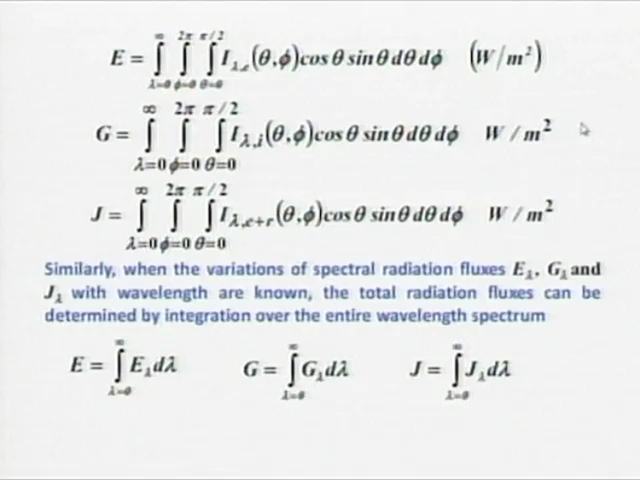 E = ∫_{λ=0}^{∞} ∫_{ϕ=0}^{2π} ∫_{θ=0}^{π/2} I_{λ,e}(θ,ϕ)cos θ sin θ dθ dϕ (W/m²)
G = ∫_{λ=0}^{∞} ∫_{ϕ=0}^{2π} ∫_{θ=0}^{π/2} I_{λ,i}(θ,ϕ)cos θ sin θ dθ dϕ W / m²
J = ∫_{λ=0}^{∞} ∫_{ϕ=0}^{2π} ∫_{θ=0}^{π/2} I_{λ,e+r}(θ,ϕ)cos θ sin θ dθ dϕ W / m²
Similarly, when the variations of spectral radiation fluxes E_λ, G_λ and
J_λ with wavelength are known, the total radiation fluxes can be
determined by integration over the entire wavelength spectrum
E = ∫_{λ=0}^{∞} E_λ dλ G = ∫_{λ=0}^{∞} G_λ dλ J = ∫_{λ=0}^{∞} J_λ dλ